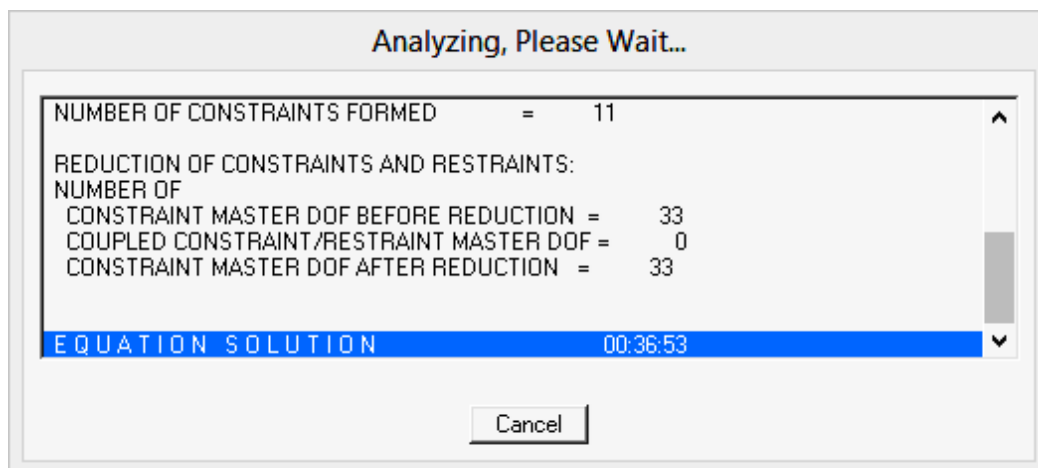 Analyzing, Please Wait...
NUMBER OF CONSTRAINTS FORMED = 11
REDUCTION OF CONSTRAINTS AND RESTRAINTS:
NUMBER OF
CONSTRAINT MASTER DOF BEFORE REDUCTION = 33
COUPLED CONSTRAINT/RESTRAINT MASTER DOF = 0
CONSTRAINT MASTER DOF AFTER REDUCTION = 33
E Q U A T I O N   S O L U T I O N 00:36:53
Cancel